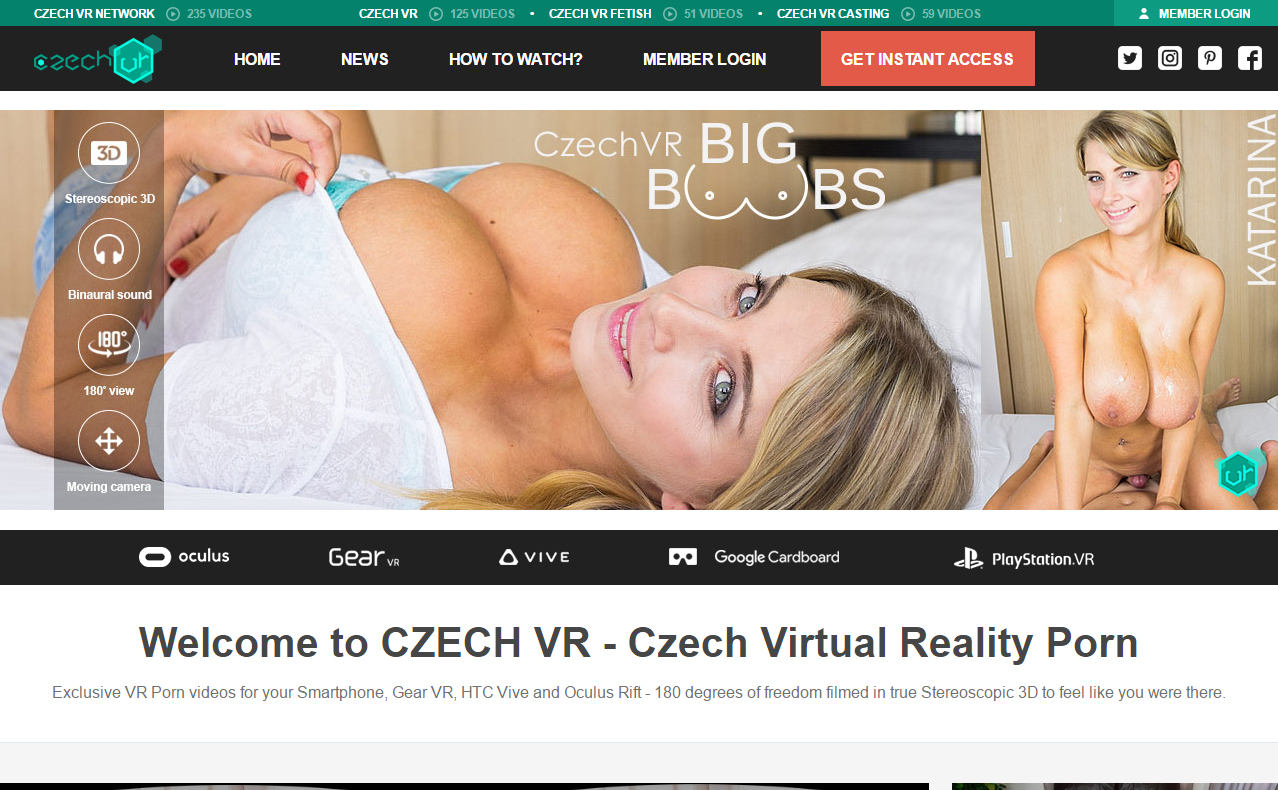 CZECH VR NETWORK 235 VIDEOS CZECH VR 125 VIDEOS • CZECH VR FETISH 51 VIDEOS • CZECH VR CASTING 59 VIDEOS MEMBER LOGIN
czech vr HOME NEWS HOW TO WATCH? MEMBER LOGIN GET INSTANT ACCESS
CzechVR BIG
BOOBS
KATARINA
3D
Stereoscopic 3D
Binaural sound
180°
180° view
Moving camera
vr
oculus Gear VR VIVE Google Cardboard PlayStation.VR
Welcome to CZECH VR - Czech Virtual Reality Porn
Exclusive VR Porn videos for your Smartphone, Gear VR, HTC Vive and Oculus Rift - 180 degrees of freedom filmed in true Stereoscopic 3D to feel like you were there.